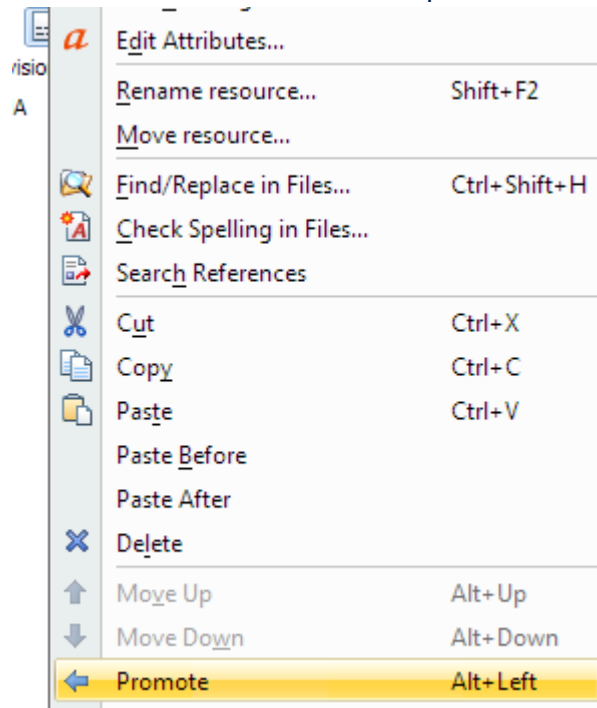 Edit Attributes...
visio
A
Rename resource... Shift+F2
Move resource...
Find/Replace in Files... Ctrl+Shift+H
Check Spelling in Files...
Search References
Cut Ctrl+X
Copy Ctrl+C
Paste Ctrl+V
Paste Before
Paste After
Delete
Move Up Alt+Up
Move Down Alt+Down
Promote Alt+Left